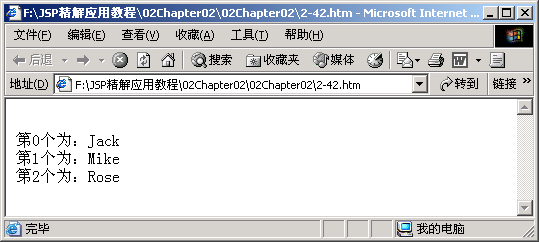 F:\JSP精解应用教程\02Chapter02\02Chapter02\2-42.htm - Microsoft Internet ...
文件(F) 编辑(E) 查看(V) 收藏(A) 工具(T) 帮助(H)
后退 搜索 收藏夹 媒体
地址(D) F:\JSP精解应用教程\02Chapter02\02Chapter02\2-42.htm 转到 链接 »
第0个为：Jack
第1个为：Mike
第2个为：Rose
完毕 我的电脑